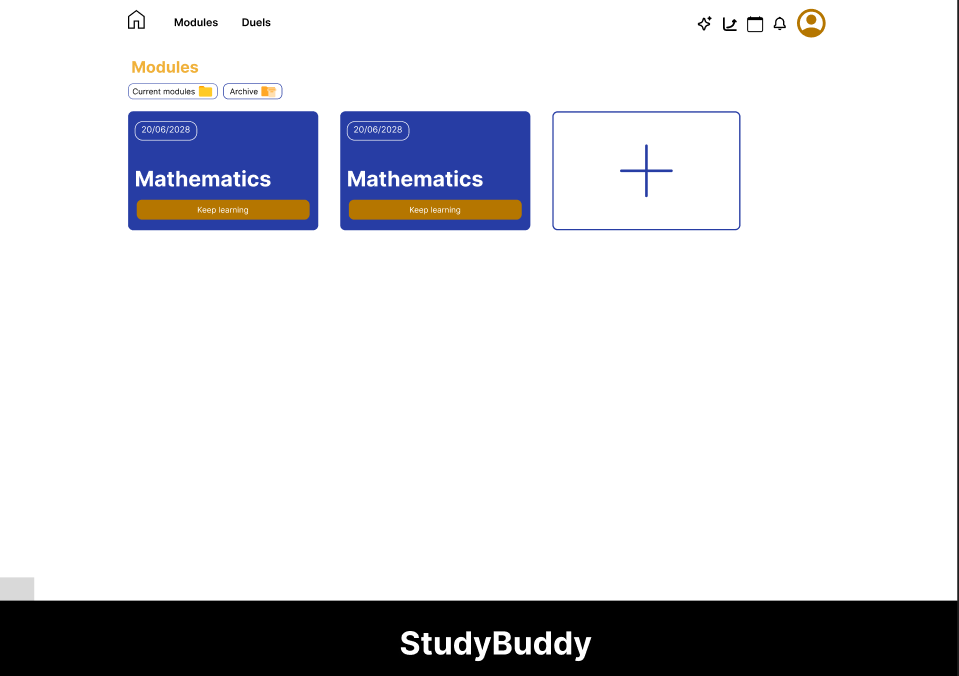 Modules Duels
Modules
Current modules Archive
20/06/2028 20/06/2028
Mathematics Mathematics
Keep learning Keep learning
StudyBuddy